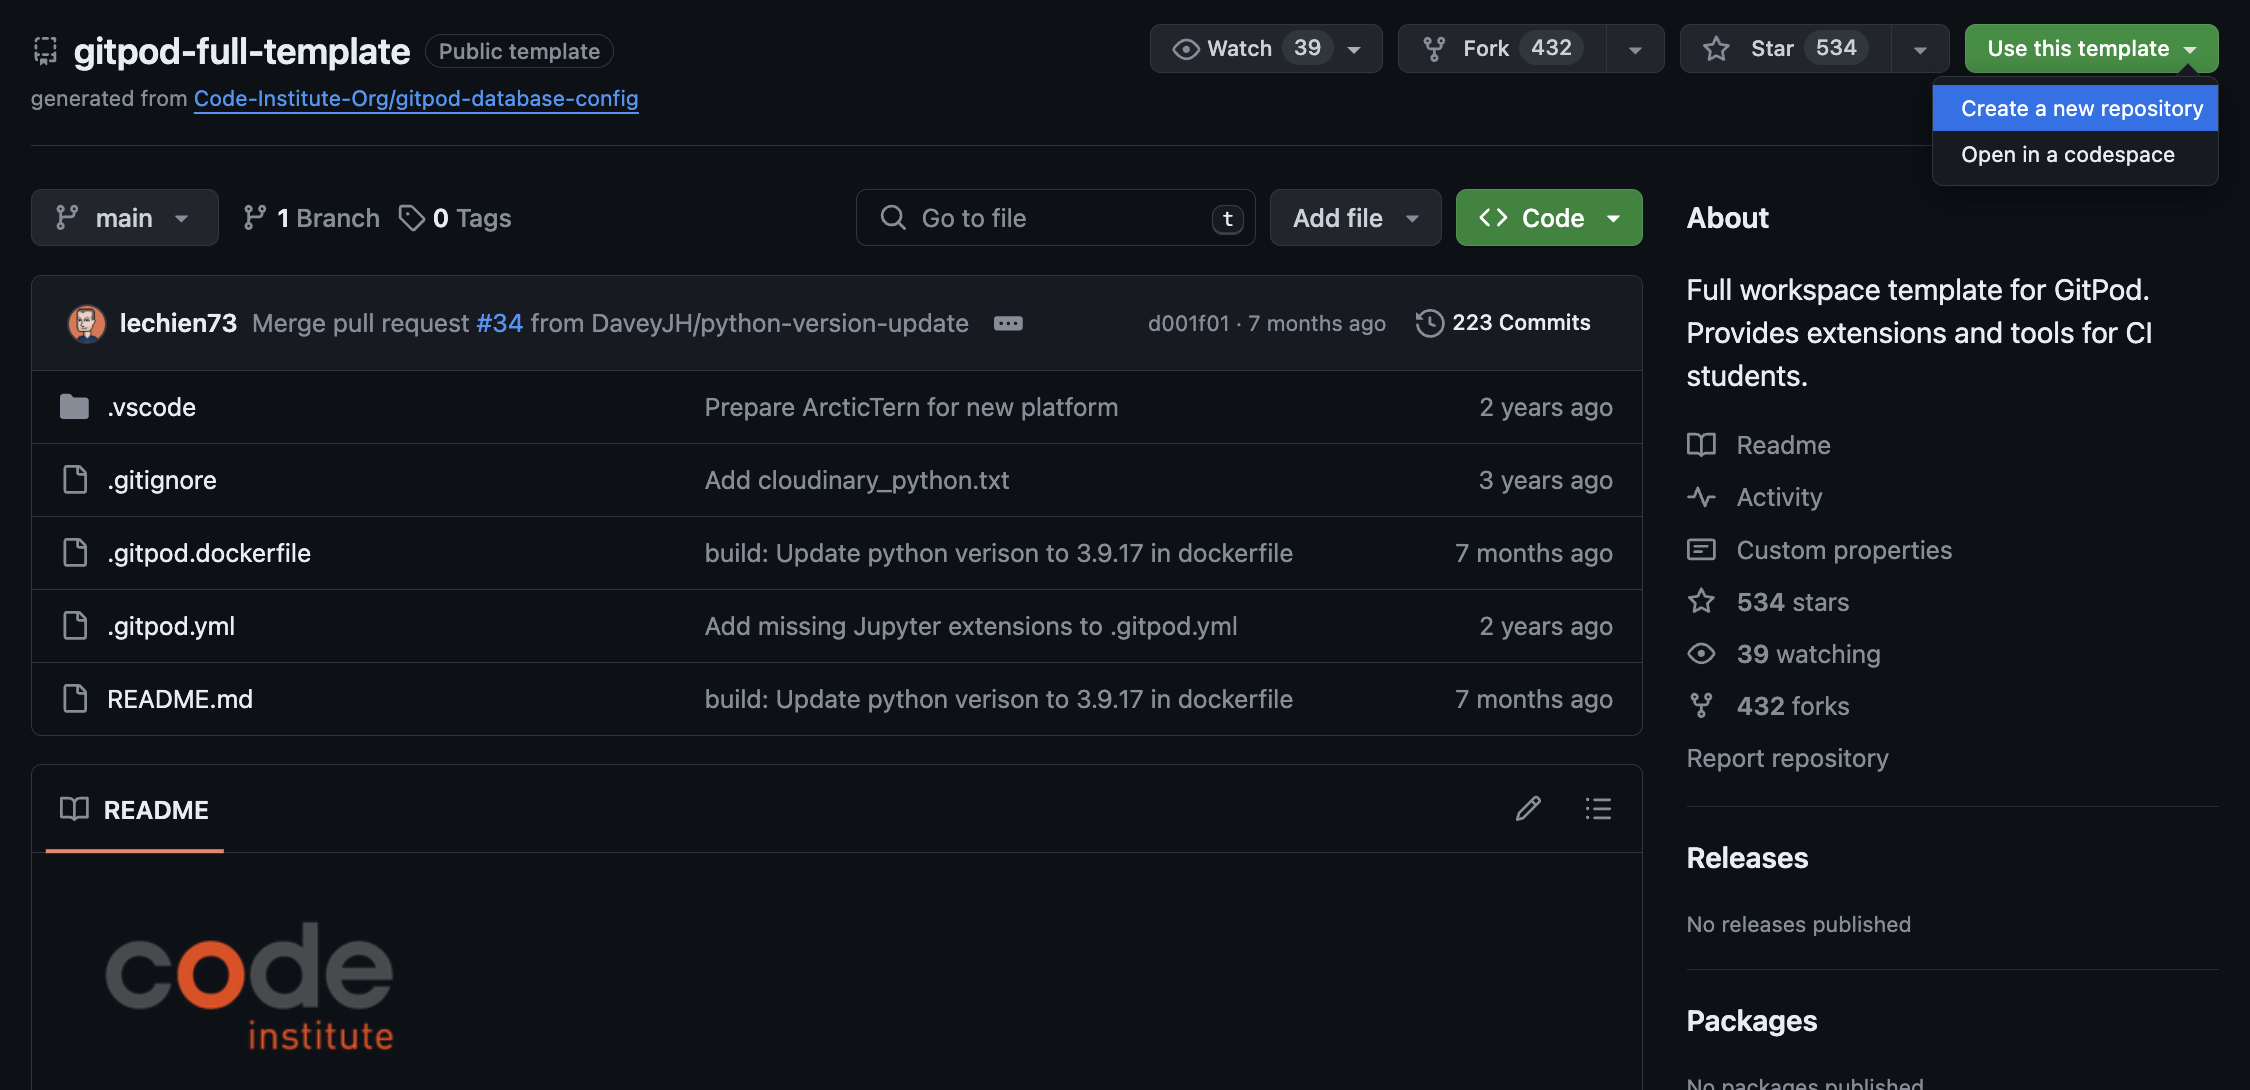 gitpod-full-template Public template
Watch 39 Fork 432 Star 534 Use this template
generated from Code-Institute-Org/gitpod-database-config
Create a new repository
Open in a codespace
main 1 Branch 0 Tags Go to file t Add file Code
lechien73 Merge pull request #34 from DaveyJH/python-version-update d001f01 · 7 months ago 223 Commits
.vscode Prepare ArcticTern for new platform 2 years ago
.gitignore Add cloudinary_python.txt 3 years ago
.gitpod.dockerfile build: Update python verison to 3.9.17 in dockerfile 7 months ago
.gitpod.yml Add missing Jupyter extensions to .gitpod.yml 2 years ago
README.md build: Update python verison to 3.9.17 in dockerfile 7 months ago
README
code
institute
About
Full workspace template for GitPod.
Provides extensions and tools for CI
students.
Readme
Activity
Custom properties
534 stars
39 watching
432 forks
Report repository
Releases
No releases published
Packages
No packages published